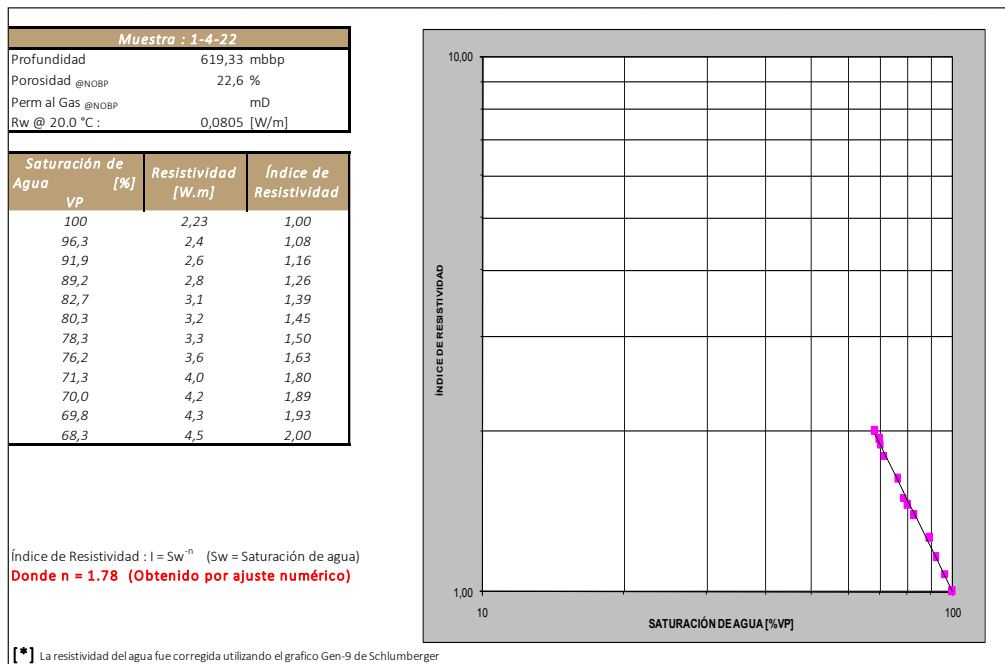 Muestra : 1-4-22
Profundidad 619,33 mbbp
Porosidad @NOBP 22,6 %
Perm al Gas @NOBP mD
Rw @ 20.0 °C : 0,0805 [W/m]
Saturación de Agua [%] VP Resistividad [W.m] Índice de Resistividad
100 2,23 1,00
96,3 2,4 1,08
91,9 2,6 1,16
89,2 2,8 1,26
82,7 3,1 1,39
80,3 3,2 1,45
78,3 3,3 1,50
76,2 3,6 1,63
71,3 4,0 1,80
70,0 4,2 1,89
69,8 4,3 1,93
68,3 4,5 2,00
Índice de Resistividad : I = Sw⁻ⁿ (Sw = Saturación de agua)
Donde n = 1.78 (Obtenido por ajuste numérico)
[*] La resistividad del agua fue corregida utilizando el grafico Gen-9 de Schlumberger
10,00
ÍNDICE DE RESISTIVIDAD
1,00
10 100
SATURACIÓN DE AGUA [%VP]